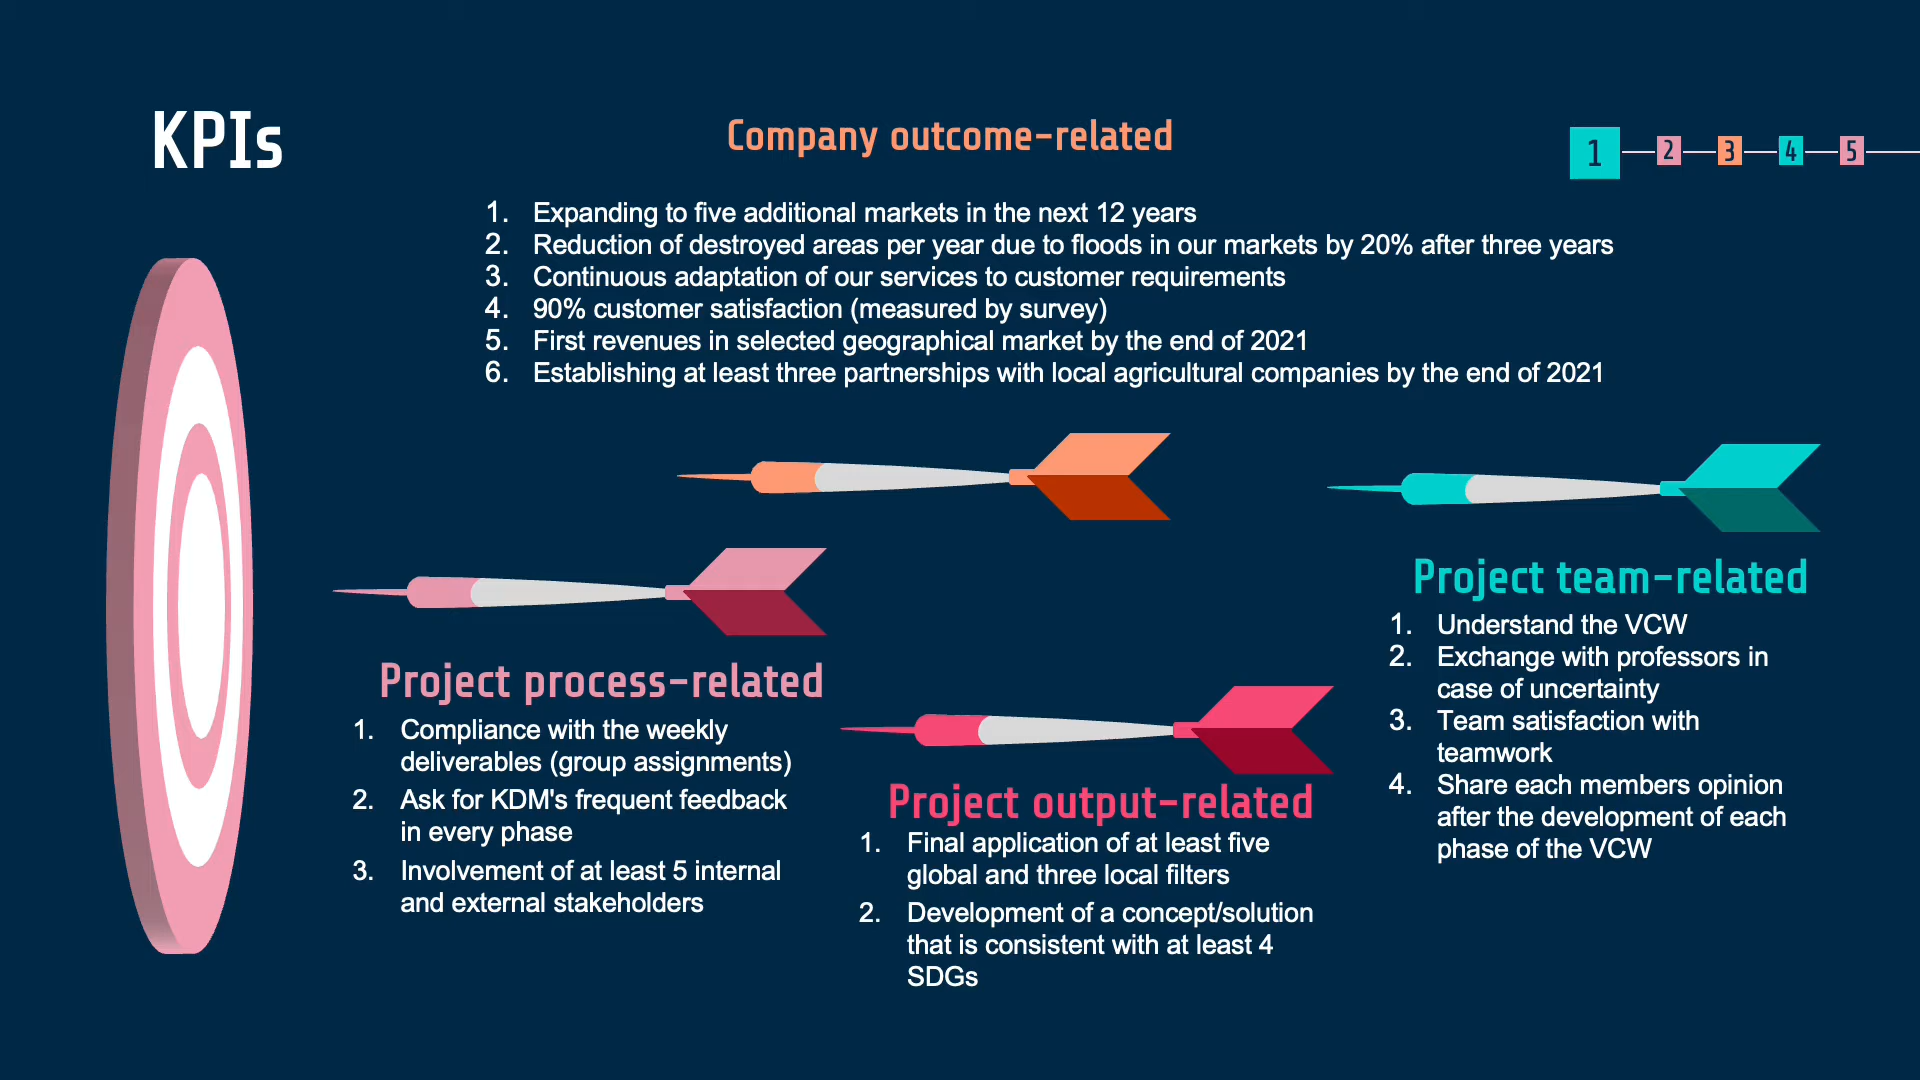 KPIs
Company outcome-related
1 2 3 4 5
1. Expanding to five additional markets in the next 12 years
2. Reduction of destroyed areas per year due to floods in our markets by 20% after three years
3. Continuous adaptation of our services to customer requirements
4. 90% customer satisfaction (measured by survey)
5. First revenues in selected geographical market by the end of 2021
6. Establishing at least three partnerships with local agricultural companies by the end of 2021
Project process-related
1. Compliance with the weekly
deliverables (group assignments)
2. Ask for KDM's frequent feedback
in every phase
3. Involvement of at least 5 internal
and external stakeholders
Project output-related
1. Final application of at least five
global and three local filters
2. Development of a concept/solution
that is consistent with at least 4
SDGs
Project team-related
1. Understand the VCW
2. Exchange with professors in
case of uncertainty
3. Team satisfaction with
teamwork
4. Share each members opinion
after the development of each
phase of the VCW